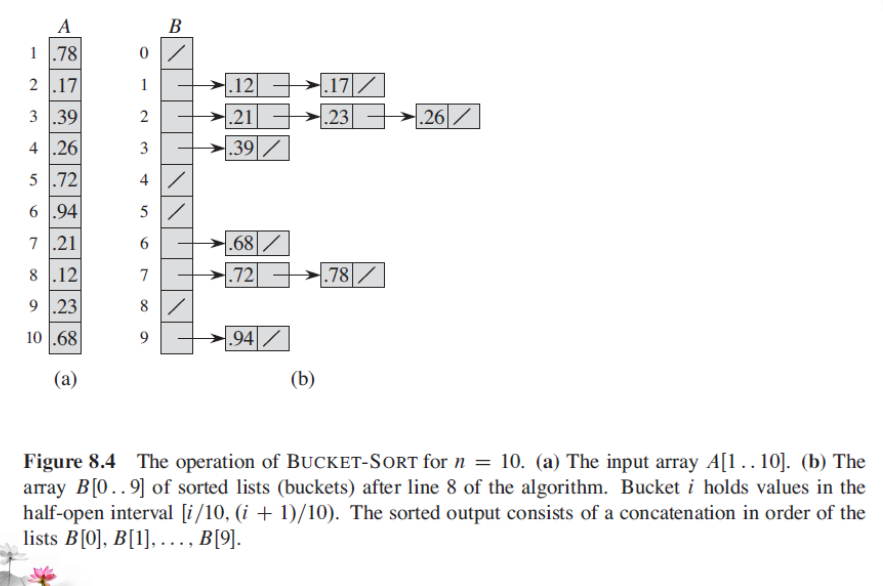 A B
1 .78 0
2 .17 1 .12 .17
3 .39 2 .21 .23 .26
4 .26 3 .39
5 .72 4
6 .94 5
7 .21 6 .68
8 .12 7 .72 .78
9 .23 8
10 .68 9 .94
(a) (b)
Figure 8.4 The operation of BUCKET-SORT for n = 10. (a) The input array A[1 . . 10]. (b) The
array B[0 . . 9] of sorted lists (buckets) after line 8 of the algorithm. Bucket i holds values in the
half-open interval [i/10, (i + 1)/10). The sorted output consists of a concatenation in order of the
lists B[0], B[1], . . . , B[9].